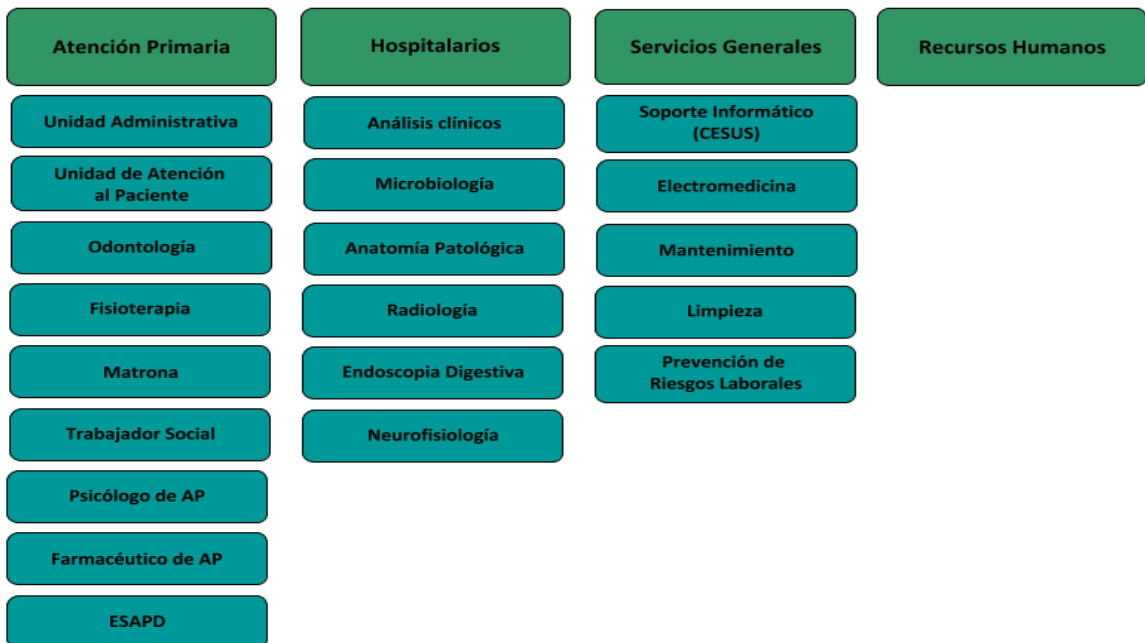 Atención Primaria
Unidad Administrativa
Unidad de Atención
al Paciente
Odontología
Fisioterapia
Matrona
Trabajador Social
Psicólogo de AP
Farmacéutico de AP
ESAPD
Hospitalarios
Análisis clínicos
Microbiología
Anatomía Patológica
Radiología
Endoscopia Digestiva
Neurofisiología
Servicios Generales
Soporte Informático
(CESUS)
Electromedicina
Mantenimiento
Limpieza
Prevención de
Riesgos Laborales
Recursos Humanos